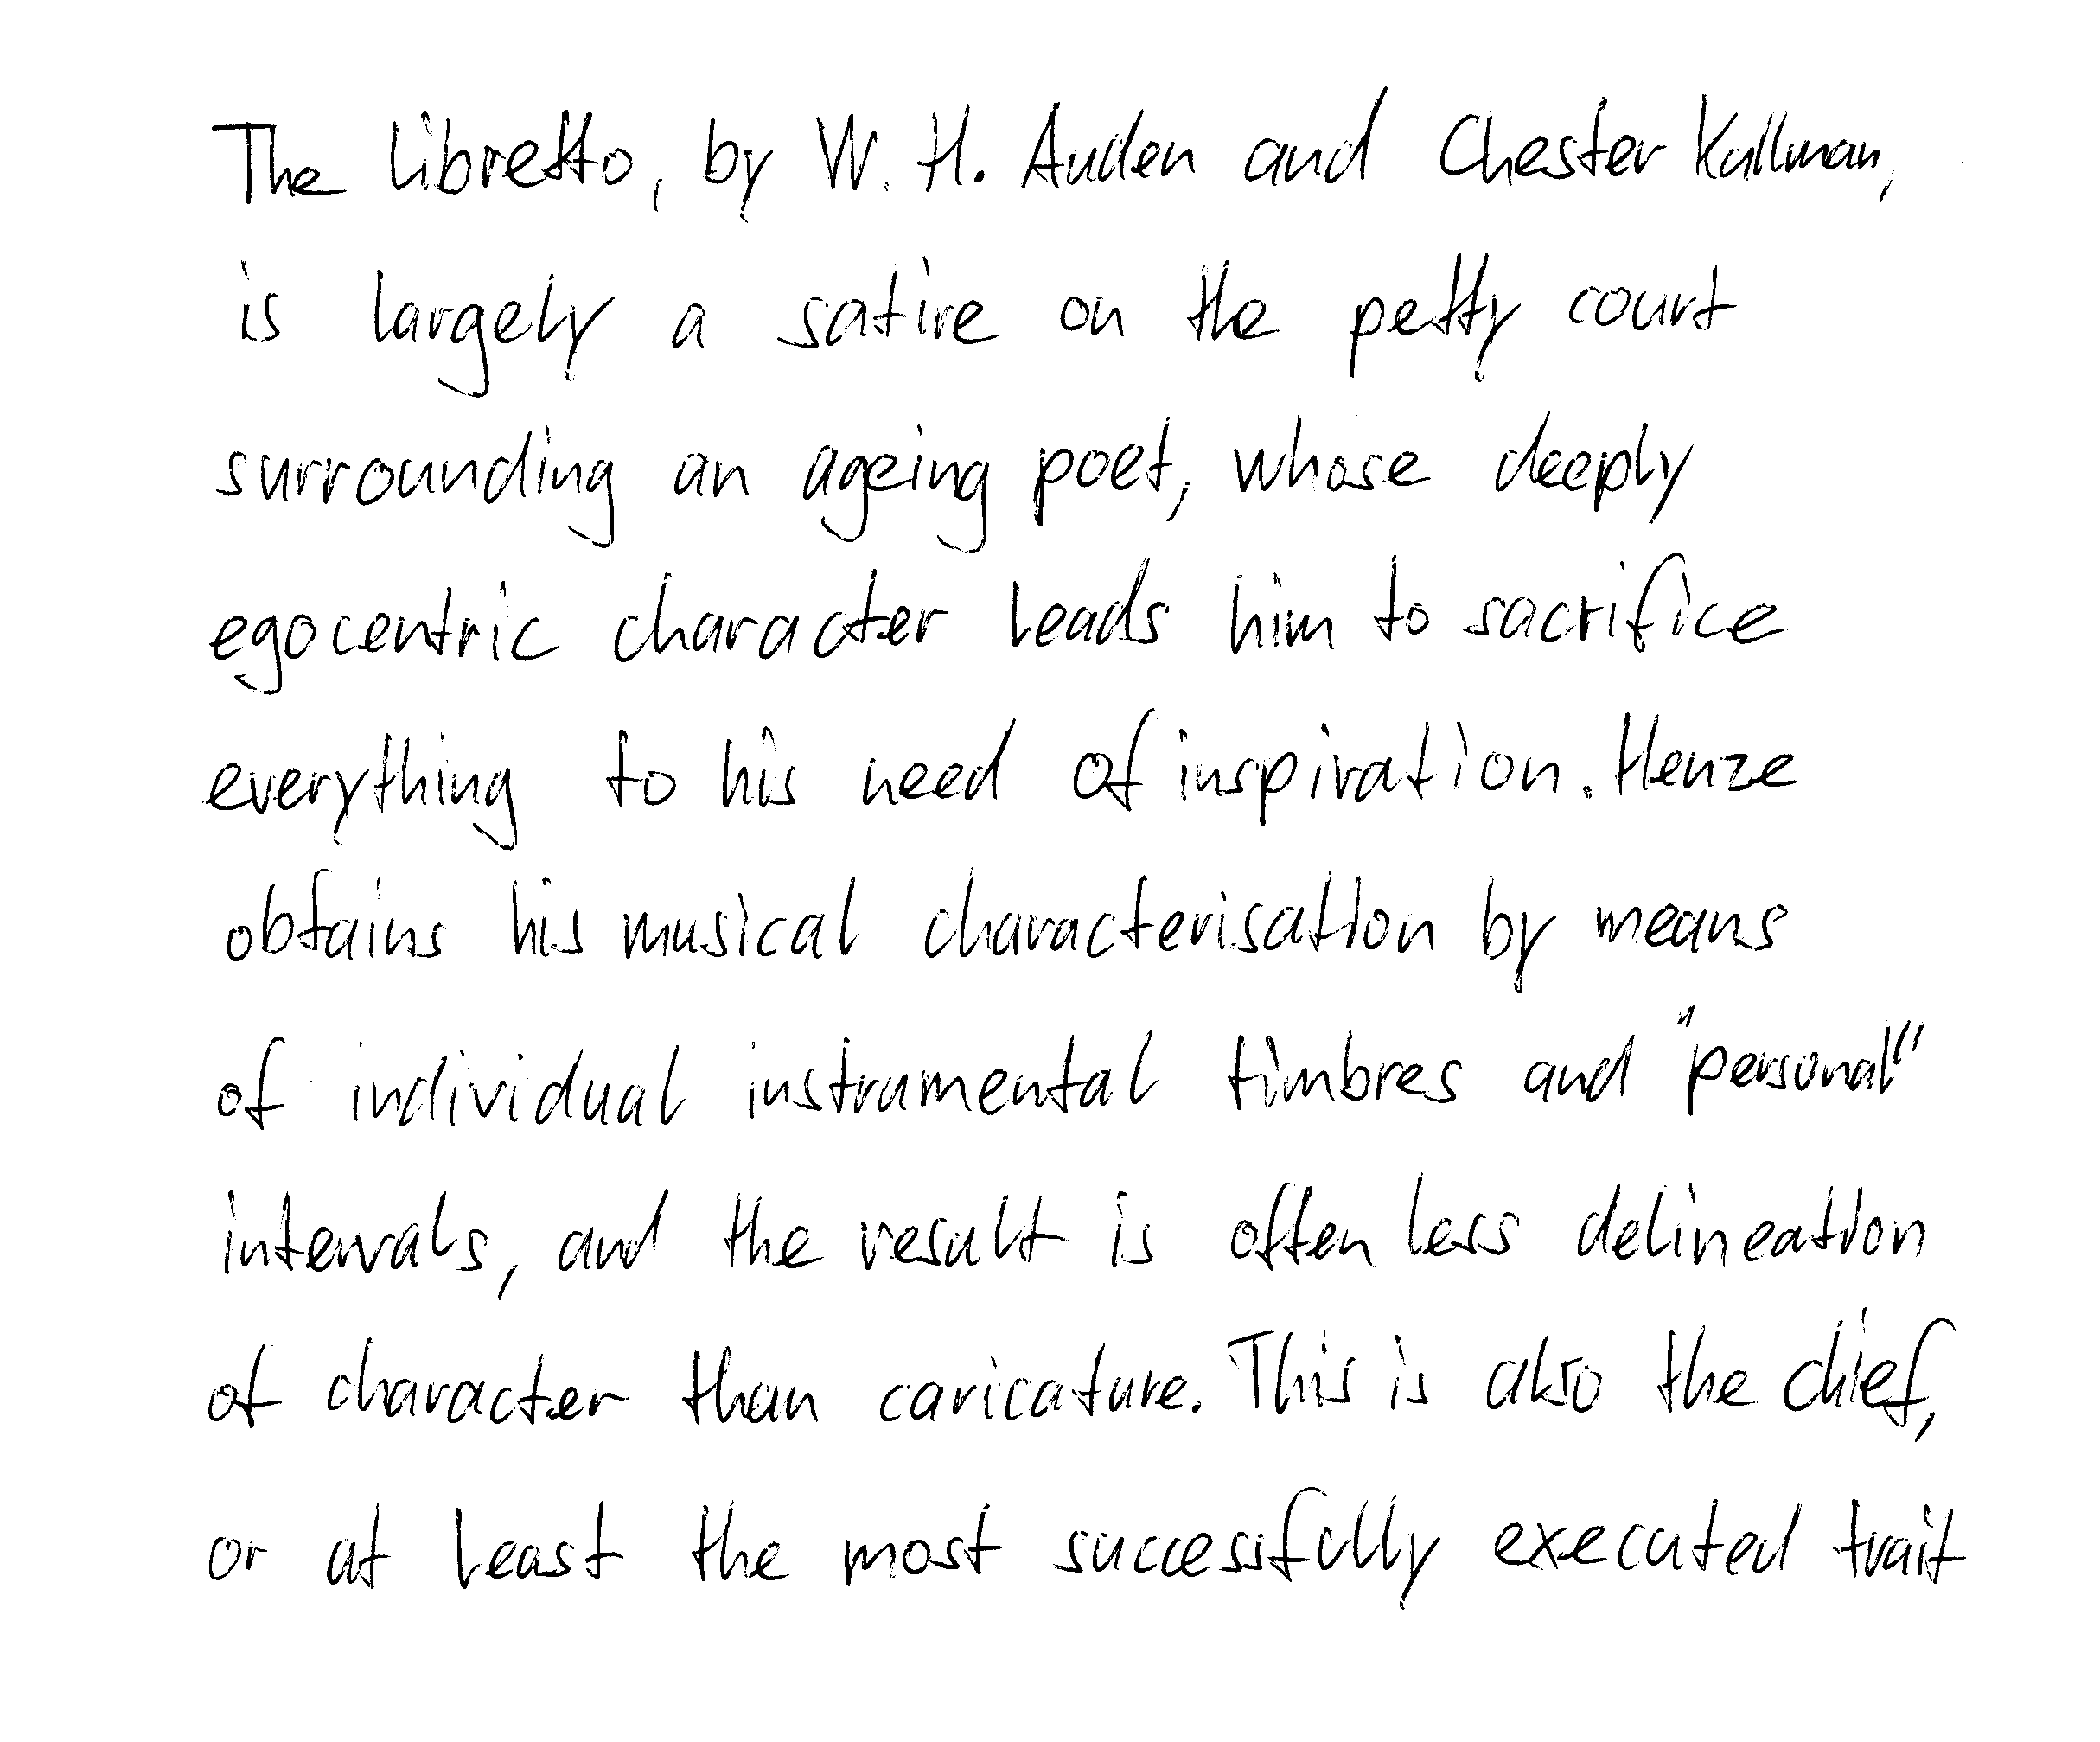 The libretto, by W. H. Auden and Chester Kallman,
is largely a satire on the petty court
surrounding an ageing poet, whose deeply
egocentric character leads him to sacrifice
everything to his need of inspiration. Henze
obtains his musical characterisation by means
of individual instrumental timbres and "personal"
intervals, and the result is often less delineation
of character than caricature. This is also the chief,
or at least the most successfully executed trait